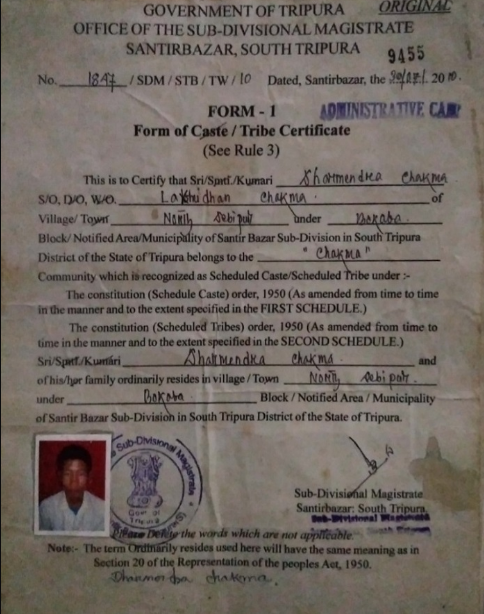 ORIGINAL
GOVERNMENT OF TRIPURA
OFFICE OF THE SUB-DIVISIONAL MAGISTRATE
SANTIRBAZAR, SOUTH TRIPURA
9455
No. 1847 / SDM / STB / TW / 10 Dated, Santirbazar, the 2010.
FORM - 1
ADMINISTRATIVE CAMP
Form of Caste / Tribe Certificate
(See Rule 3)
This is to Certify that Sri/Smt./Kumari Dharmendra Chakma
S/O, D/O, W/O. Lakshidhan Chakma of
Village/ Town North Debipur under Bokafa
Block/ Notified Area/Municipality of Santir Bazar Sub-Division in South Tripura
District of the State of Tripura belongs to the "Chakma"
Community which is recognized as Scheduled Caste/Scheduled Tribe under :-
The constitution (Schedule Caste) order, 1950 (As amended from time to time
in the manner and to the extent specified in the FIRST SCHEDULE.)
The constitution (Scheduled Tribes) order, 1950 (As amended from time to
time in the manner and to the extent specified in the SECOND SCHEDULE.)
Sri/Smt./Kumari Dharmendra Chakma and
of his/her family ordinarily resides in village / Town North Debipur
under Bokafa Block / Notified Area / Municipality
of Santir Bazar Sub-Division in South Tripura District of the State of Tripura.
Sub-Divisional Magistrate
Govt. of
Tripura
Sub-Divisional Magistrate
Santirbazar: South Tripura.
Sub-Divisional Magistrate
Please Delete the words which are not applicable.
Note:- The term Ordinarily resides used here will have the same meaning as in
Section 20 of the Representation of the peoples Act, 1950.
Chakma